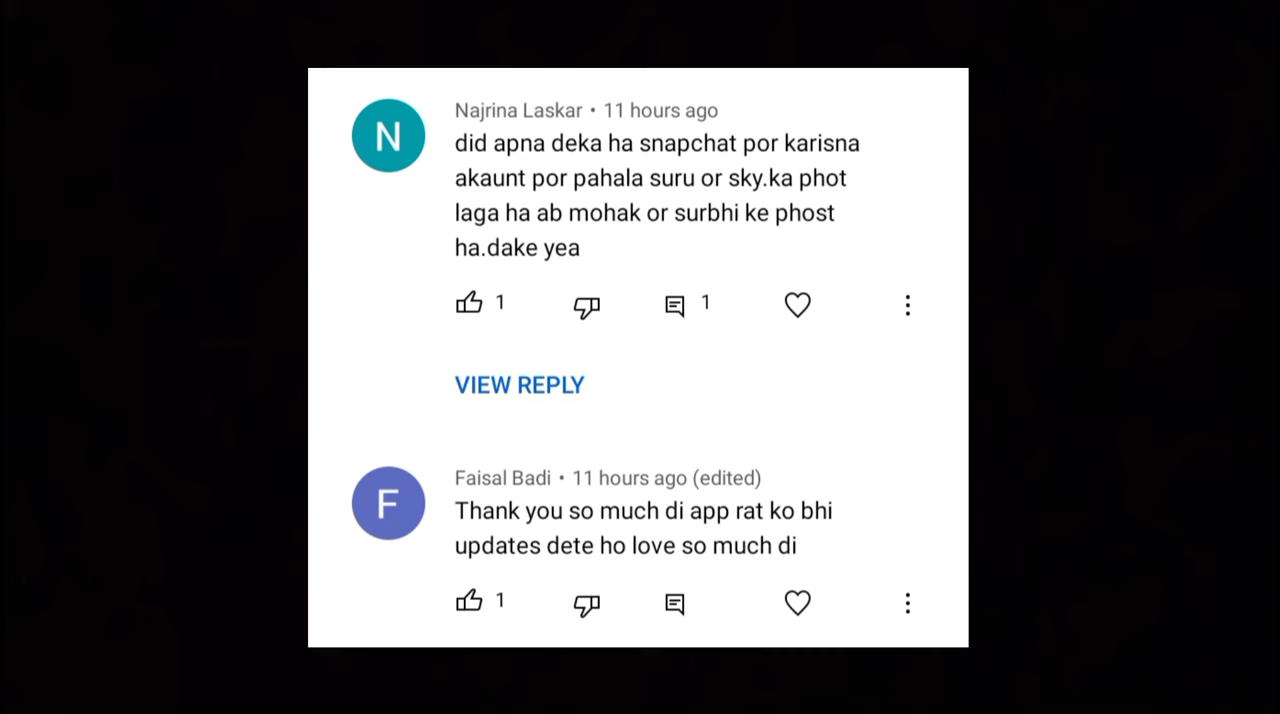 N
Najrina Laskar • 11 hours ago
did apna deka ha snapchat por karisna
akaunt por pahala suru or sky.ka phot
laga ha ab mohak or surbhi ke phost
ha.dake yea
1 1
VIEW REPLY
F
Faisal Badi • 11 hours ago (edited)
Thank you so much di app rat ko bhi
updates dete ho love so much di
1